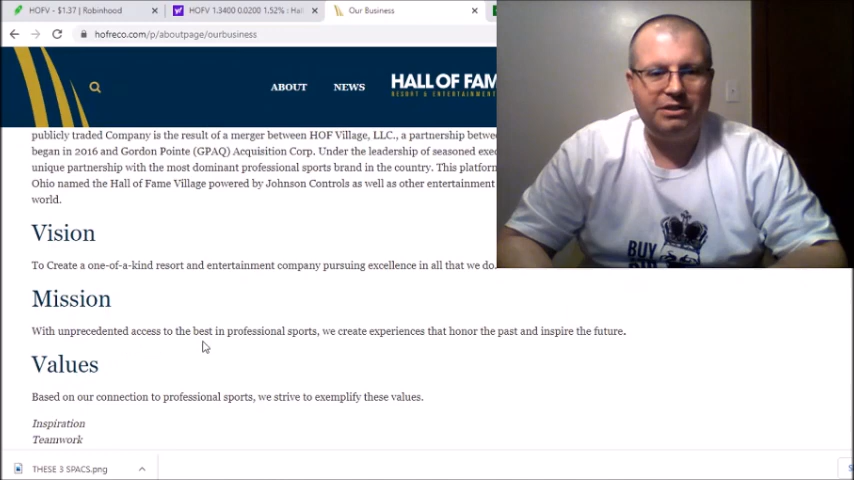 HOFV - $1.37 | Robinhood
HOFV 1.3400 0.0200 1.52% : Hall
Our Business
hofreco.com/p/aboutpage/ourbusiness
ABOUT
NEWS
HALL OF FAM
RESORT & ENTERTAINMENT
publicly traded Company is the result of a merger between HOF Village, LLC., a partnership betwe
began in 2016 and Gordon Pointe (GPAQ) Acquisition Corp. Under the leadership of seasoned exec
unique partnership with the most dominant professional sports brand in the country. This platform
Ohio named the Hall of Fame Village powered by Johnson Controls as well as other entertainment
world.
Vision
To Create a one-of-a-kind resort and entertainment company pursuing excellence in all that we do.
Mission
With unprecedented access to the best in professional sports, we create experiences that honor the past and inspire the future.
Values
Based on our connection to professional sports, we strive to exemplify these values.
Inspiration
Teamwork
THESE 3 SPACS.png
BUY